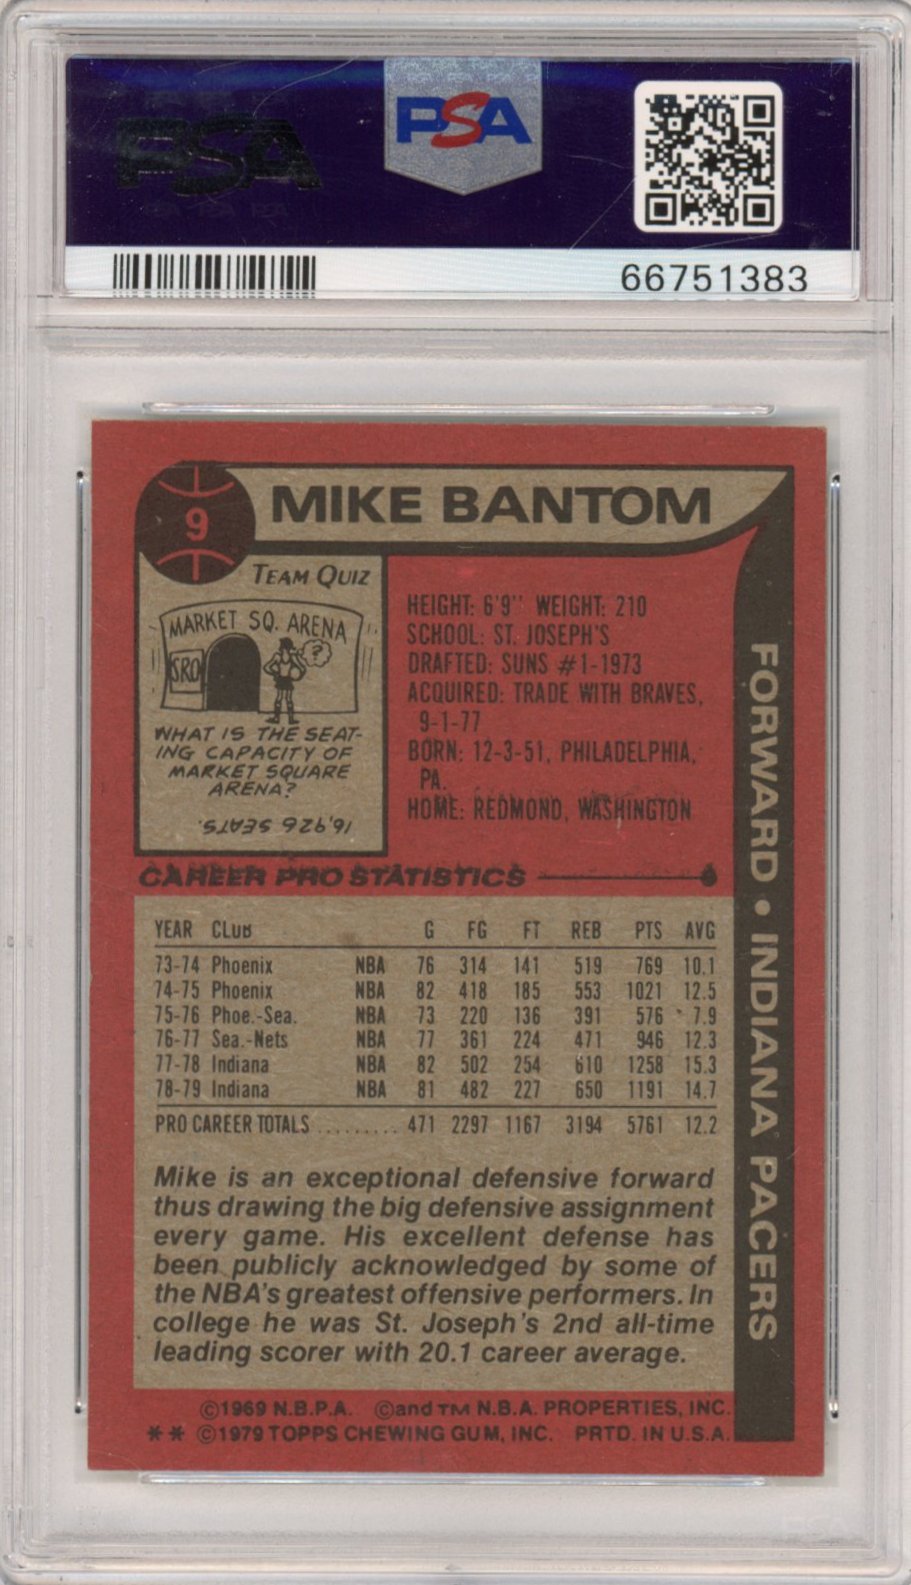 PSA
PSA
66751383
9
MIKE BANTOM
TEAM QUIZ
MARKET SQ. ARENA
SRO
?
WHAT IS THE SEAT-
ING CAPACITY OF
MARKET SQUARE
ARENA?
16,926 SEATS.
HEIGHT: 6'9" WEIGHT: 210
SCHOOL: ST. JOSEPH'S
DRAFTED: SUNS #1-1973
ACQUIRED: TRADE WITH BRAVES,
9-1-77
BORN: 12-3-51, PHILADELPHIA,
PA.
HOME: REDMOND, WASHINGTON
FORWARD • INDIANA PACERS
CAREER PRO STATISTICS
YEAR CLUB G FG FT REB PTS AVG
73-74 Phoenix NBA 76 314 141 519 769 10.1
74-75 Phoenix NBA 82 418 185 553 1021 12.5
75-76 Phoe.-Sea. NBA 73 220 136 391 576 7.9
76-77 Sea.-Nets NBA 77 361 224 471 946 12.3
77-78 Indiana NBA 82 502 254 610 1258 15.3
78-79 Indiana NBA 81 482 227 650 1191 14.7
PRO CAREER TOTALS ......... 471 2297 1167 3194 5761 12.2
Mike is an exceptional defensive forward
thus drawing the big defensive assignment
every game. His excellent defense has
been publicly acknowledged by some of
the NBA's greatest offensive performers. In
college he was St. Joseph's 2nd all-time
leading scorer with 20.1 career average.
©1969 N.B.P.A. ©and TM N.B.A. PROPERTIES, INC.
** ©1979 TOPPS CHEWING GUM, INC. PRTD. IN U.S.A.